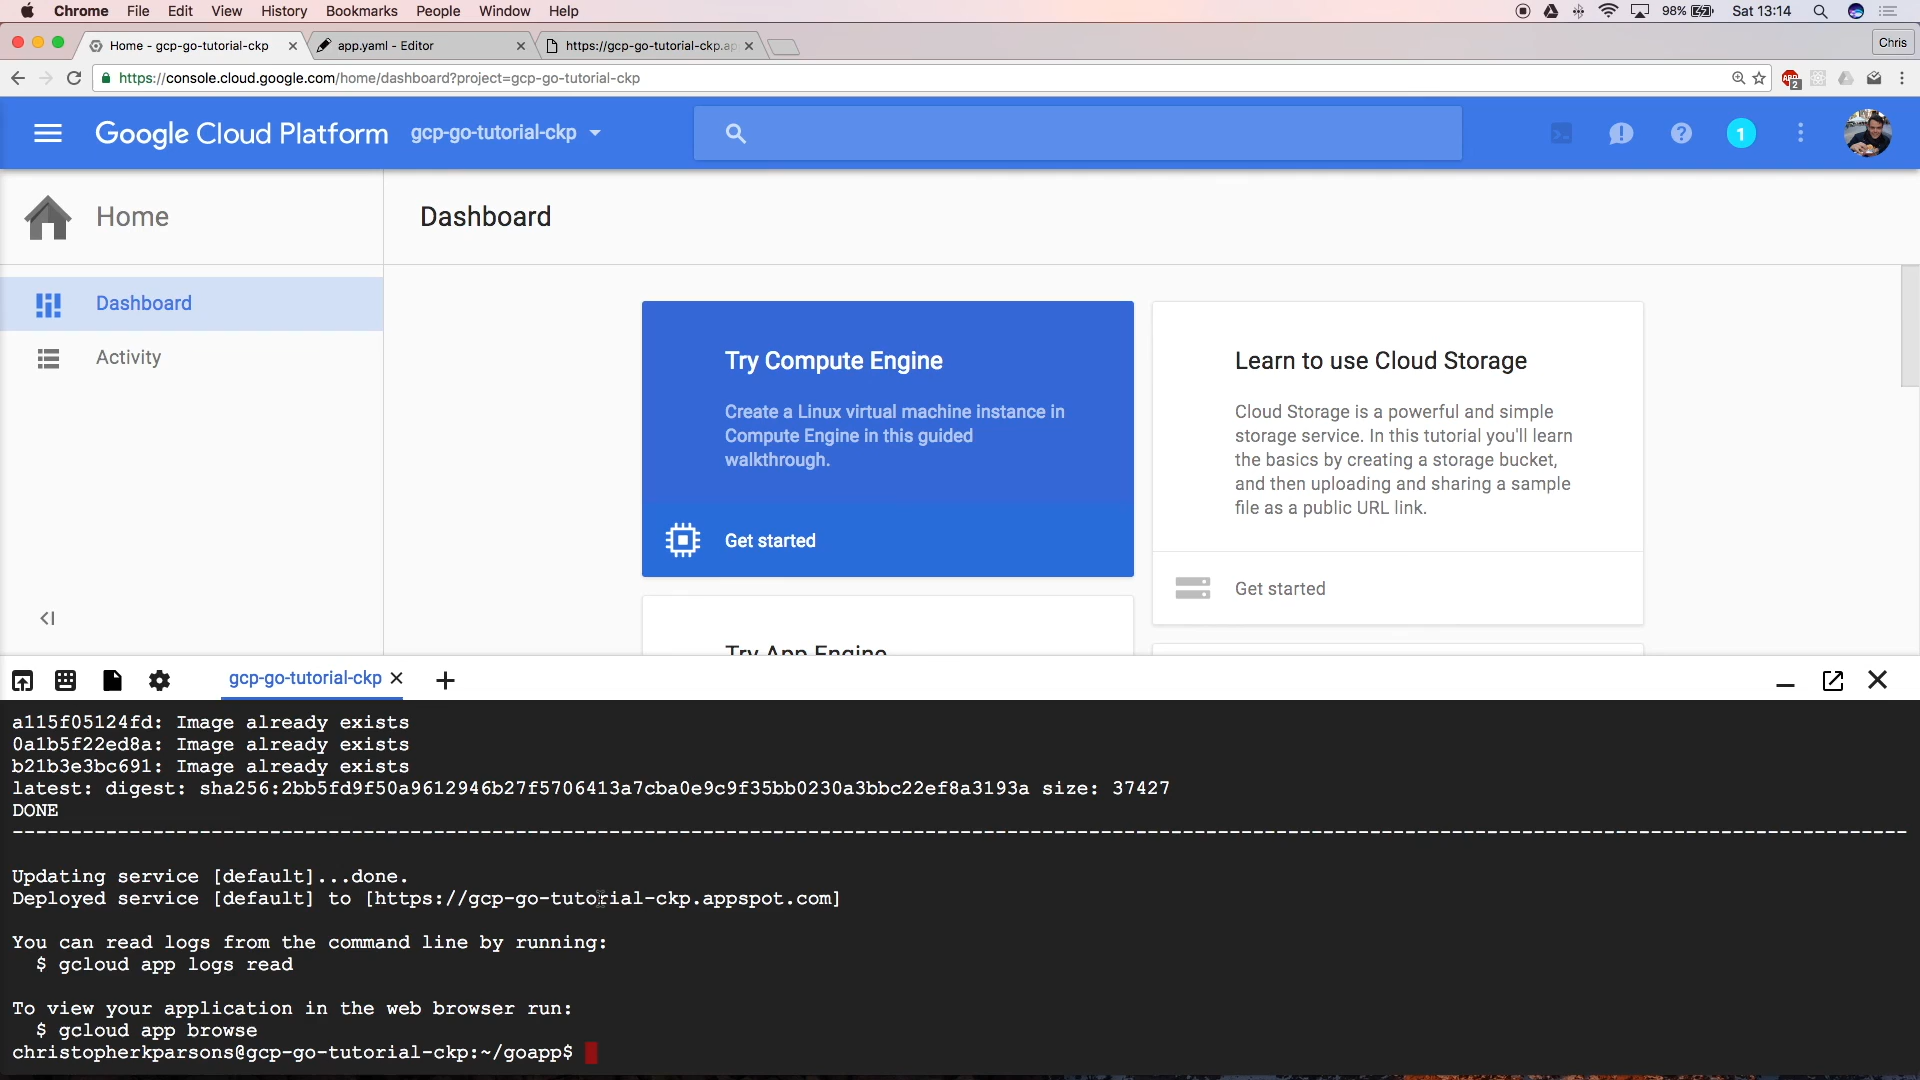 Chrome File Edit View History Bookmarks People Window Help 98% Sat 13:14
Home - gcp-go-tutorial-ckp app.yaml - Editor https://gcp-go-tutorial-ckp.ap Chris
https://console.cloud.google.com/home/dashboard?project=gcp-go-tutorial-ckp ABP 2
Google Cloud Platform gcp-go-tutorial-ckp 1
Home
Dashboard
Dashboard
Activity
Try Compute Engine
Create a Linux virtual machine instance in
Compute Engine in this guided
walkthrough.
Get started
Learn to use Cloud Storage
Cloud Storage is a powerful and simple
storage service. In this tutorial you'll learn
the basics by creating a storage bucket,
and then uploading and sharing a sample
file as a public URL link.
Get started
Try App Engine
gcp-go-tutorial-ckp
a115f05124fd: Image already exists
0a1b5f22ed8a: Image already exists
b21b3e3bc691: Image already exists
latest: digest: sha256:2bb5fd9f50a9612946b27f5706413a7cba0e9c9f35bb0230a3bbc22ef8a3193a size: 37427
DONE
Updating service [default]...done.
Deployed service [default] to [https://gcp-go-tutorial-ckp.appspot.com]
You can read logs from the command line by running:
$ gcloud app logs read
To view your application in the web browser run:
$ gcloud app browse
christopherkparsons@gcp-go-tutorial-ckp:~/goapp$